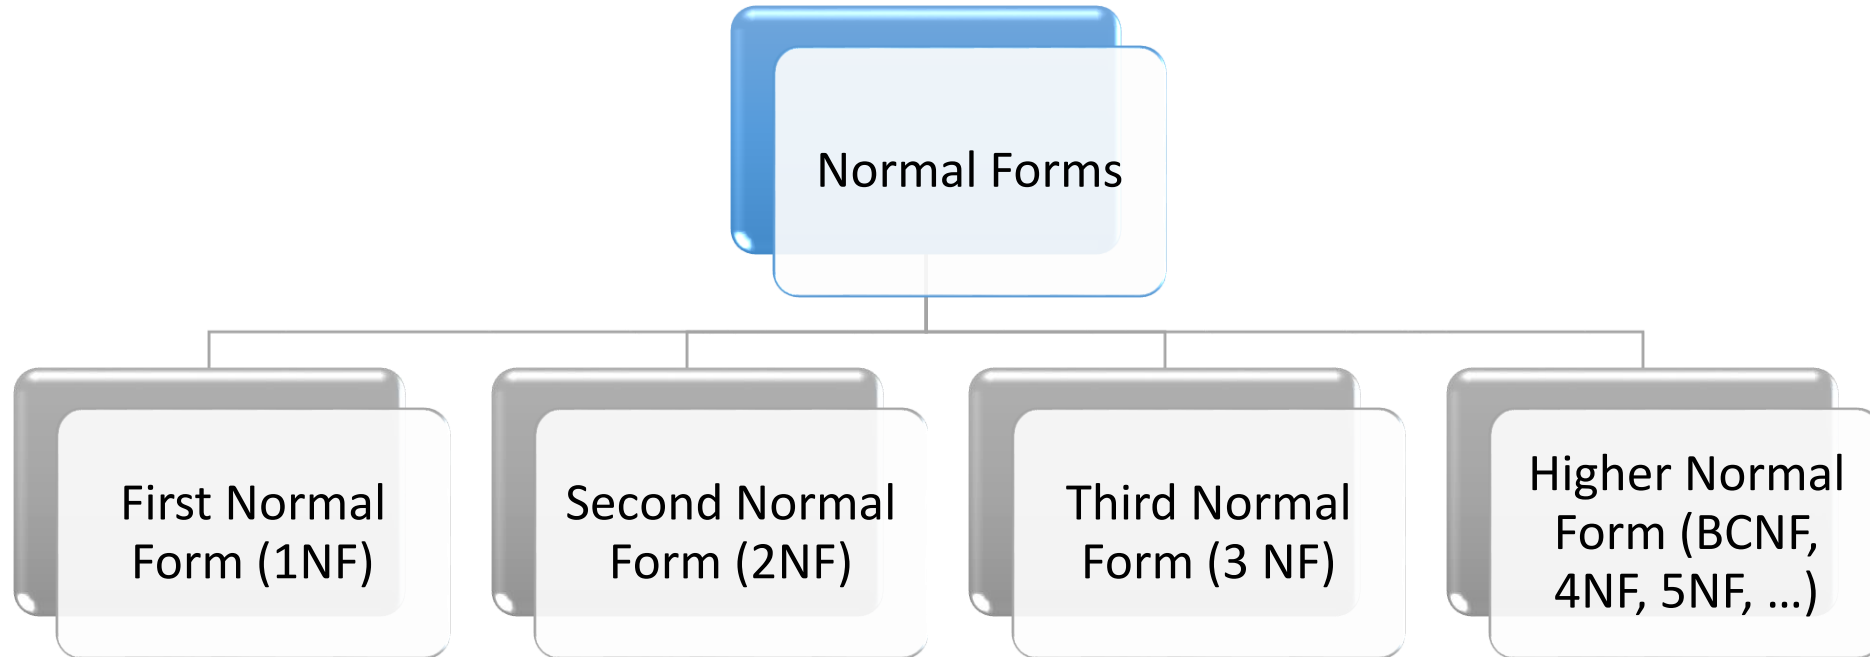 Normal Forms
First Normal
Form (1NF)
Second Normal
Form (2NF)
Third Normal
Form (3 NF)
Higher Normal
Form (BCNF,
4NF, 5NF, ...)